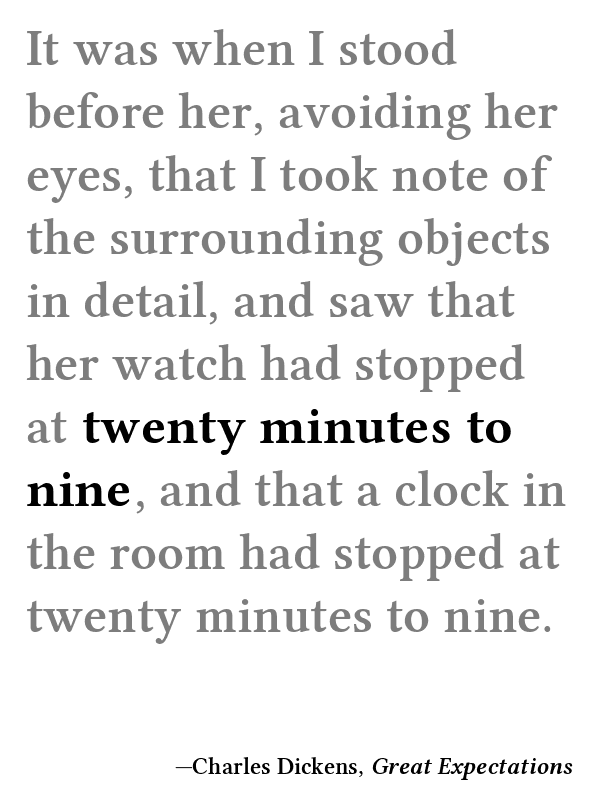 It was when I stood
before her, avoiding her
eyes, that I took note of
the surrounding objects
in detail, and saw that
her watch had stopped
at twenty minutes to
nine, and that a clock in
the room had stopped at
twenty minutes to nine.
—Charles Dickens, Great Expectations